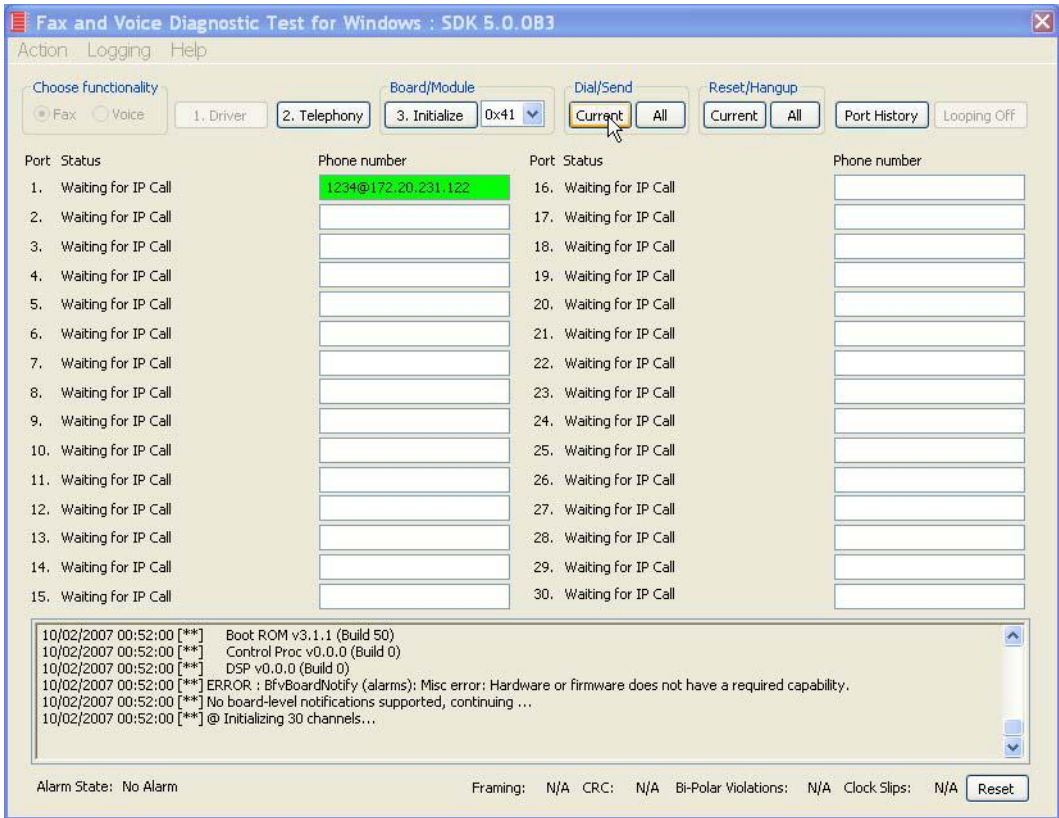 Fax and Voice Diagnostic Test for Windows : SDK 5.0.0B3
Action Logging Help
Choose functionality Board/Module Dial/Send Reset/Hangup
Fax Voice 1. Driver 2. Telephony 3. Initialize 0x41 Current All Current All Port History Looping Off
Port Status Phone number Port Status Phone number
1. Waiting for IP Call 1234@172.20.231.122 16. Waiting for IP Call
2. Waiting for IP Call 17. Waiting for IP Call
3. Waiting for IP Call 18. Waiting for IP Call
4. Waiting for IP Call 19. Waiting for IP Call
5. Waiting for IP Call 20. Waiting for IP Call
6. Waiting for IP Call 21. Waiting for IP Call
7. Waiting for IP Call 22. Waiting for IP Call
8. Waiting for IP Call 23. Waiting for IP Call
9. Waiting for IP Call 24. Waiting for IP Call
10. Waiting for IP Call 25. Waiting for IP Call
11. Waiting for IP Call 26. Waiting for IP Call
12. Waiting for IP Call 27. Waiting for IP Call
13. Waiting for IP Call 28. Waiting for IP Call
14. Waiting for IP Call 29. Waiting for IP Call
15. Waiting for IP Call 30. Waiting for IP Call
10/02/2007 00:52:00 [**] Boot ROM v3.1.1 (Build 50)
10/02/2007 00:52:00 [**] Control Proc v0.0.0 (Build 0)
10/02/2007 00:52:00 [**] DSP v0.0.0 (Build 0)
10/02/2007 00:52:00 [**] ERROR : BfvBoardNotify (alarms): Misc error: Hardware or firmware does not have a required capability.
10/02/2007 00:52:00 [**] No board-level notifications supported, continuing ...
10/02/2007 00:52:00 [**] @ Initializing 30 channels...
Alarm State: No Alarm Framing: N/A CRC: N/A Bi-Polar Violations: N/A Clock Slips: N/A Reset